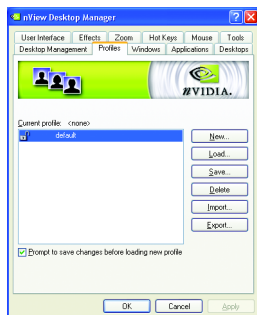 nView Desktop Manager
User Interface Effects Zoom Hot Keys Mouse Tools
Desktop Management Profiles Windows Applications Desktops
nVIDIA.
Current profile: <none>
default
New...
Load...
Save...
Delete
Import...
Export...
Prompt to save changes before loading new profile
OK Cancel Apply